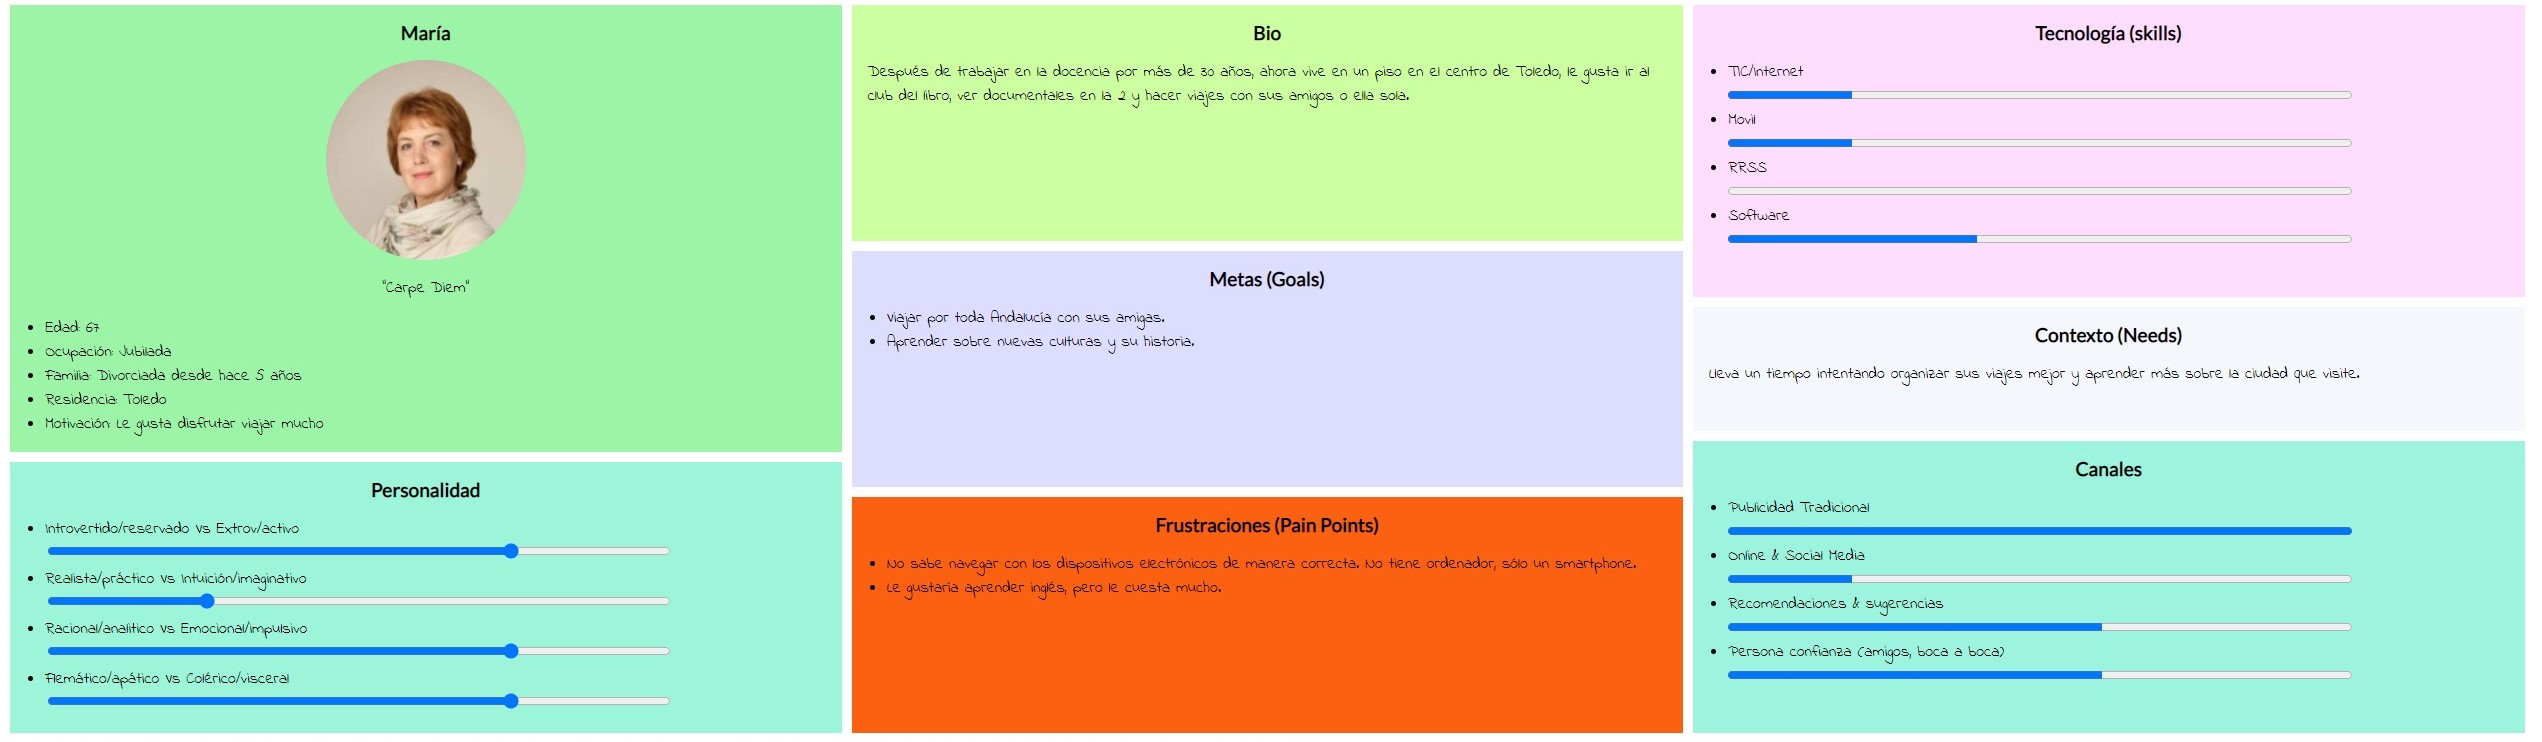 María
"Carpe Diem"
Edad: 67
Ocupación: Jubilada
Familia: Divorciada desde hace 5 años
Residencia: Toledo
Motivación: Le gusta disfrutar viajar mucho
Personalidad
Introvertido/reservado Vs Extrov/activo
Realista/práctico Vs Intuición/imaginativo
Racional/analítico Vs Emocional/impulsivo
Flemático/apático Vs Colérico/visceral
Bio
Después de trabajar en la docencia por más de 30 años, ahora vive en un piso en el centro de Toledo, le gusta ir al
club del libro, ver documentales en la 2 y hacer viajes con sus amigos o ella sola.
Metas (Goals)
Viajar por toda Andalucía con sus amigas.
Aprender sobre nuevas culturas y su historia.
Frustraciones (Pain Points)
No sabe navegar con los dispositivos electrónicos de manera correcta. No tiene ordenador, sólo un smartphone.
Le gustaría aprender inglés, pero le cuesta mucho.
Tecnología (skills)
TIC/Internet
Movil
RRSS
Software
Contexto (Needs)
Lleva un tiempo intentando organizar sus viajes mejor y aprender más sobre la ciudad que visite.
Canales
Publicidad Tradicional
Online & Social Media
Recomendaciones & sugerencias
Persona confianza (amigos, boca a boca)